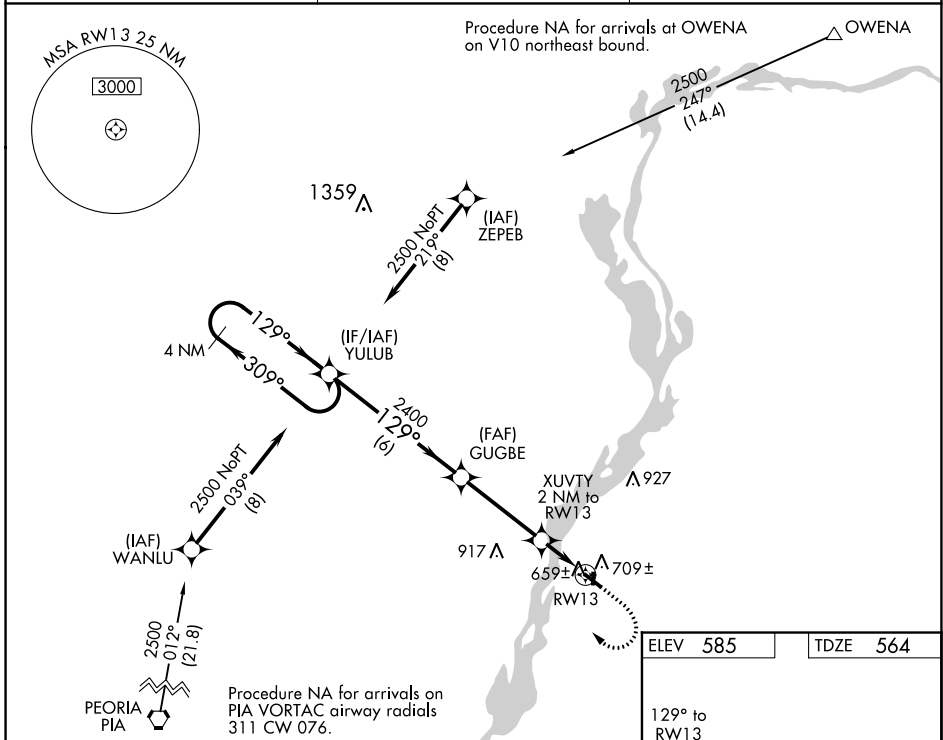 Procedure NA for arrivals at OWENA
on V10 northeast bound.
OWENA
MSA RW13 25 NM
3000
2500
247°
(14.4)
1359
(IAF)
ZEPEB
2500 NoPT
219°
(8)
129°
4 NM
309°
(IF/IAF)
YULUB
2400
129°
(6)
(FAF)
GUGBE
XUVTY
2 NM to
RW13
927
2500 NoPT
039°
(8)
(IAF)
WANLU
917
659±
709±
RW13
2500
012°
(21.8)
PEORIA
PIA
Procedure NA for arrivals on
PIA VORTAC airway radials
311 CW 076.
ELEV 585
TDZE 564
129° to
RW13